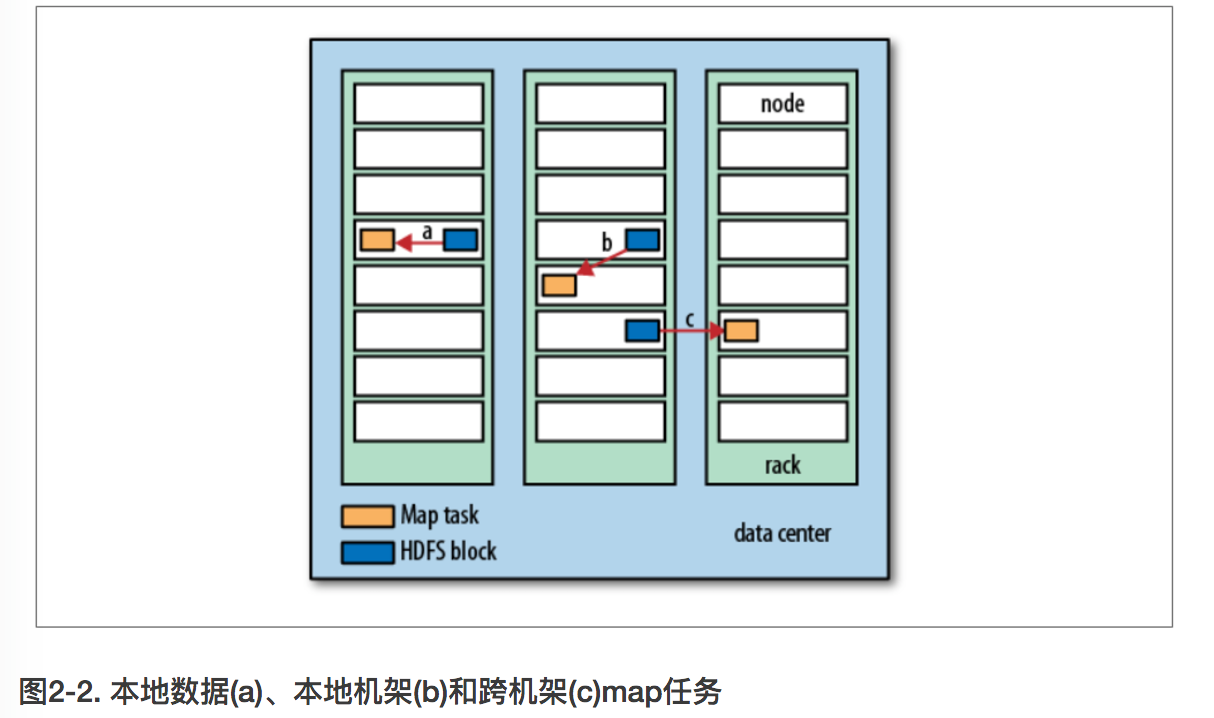 node
a
b
c
rack
Map task
HDFS block
data center
图2-2. 本地数据(a)、本地机架(b)和跨机架(c)map任务